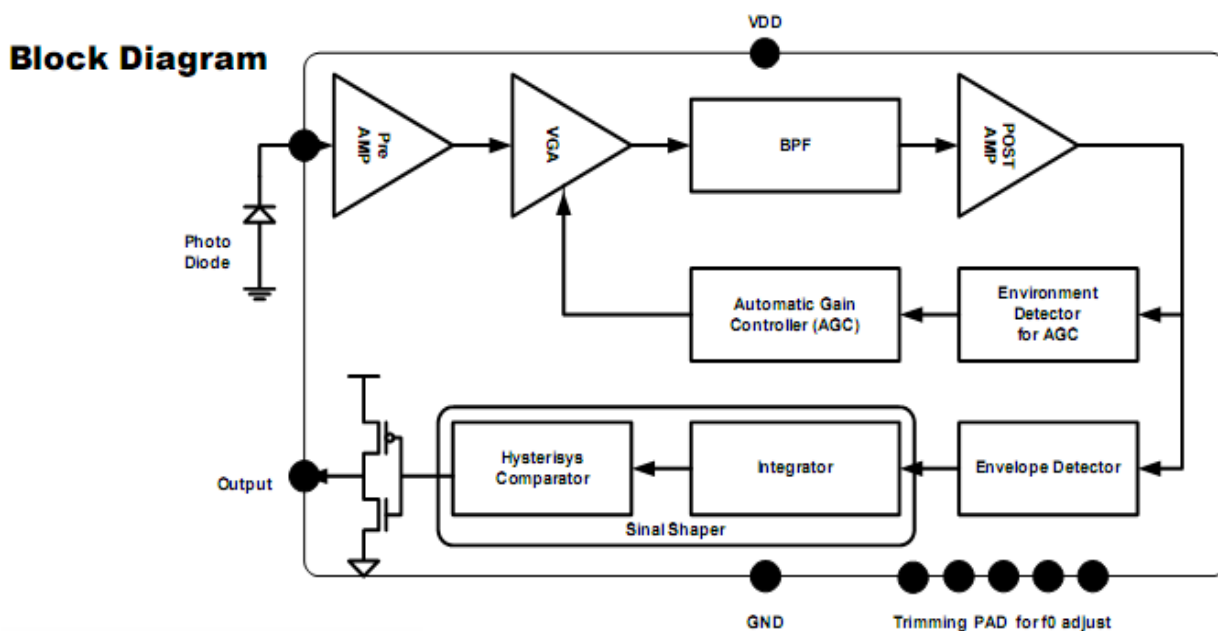 Block Diagram
VDD
Pre
AMP
VGA
BPF
POST
AMP
Photo
Diode
Automatic Gain
Controller (AGC)
Environment
Detector
for AGC
Output
Hysterisys
Comparator
Integrator
Envelope Detector
Sinal Shaper
GND
Trimming PAD for f0 adjust